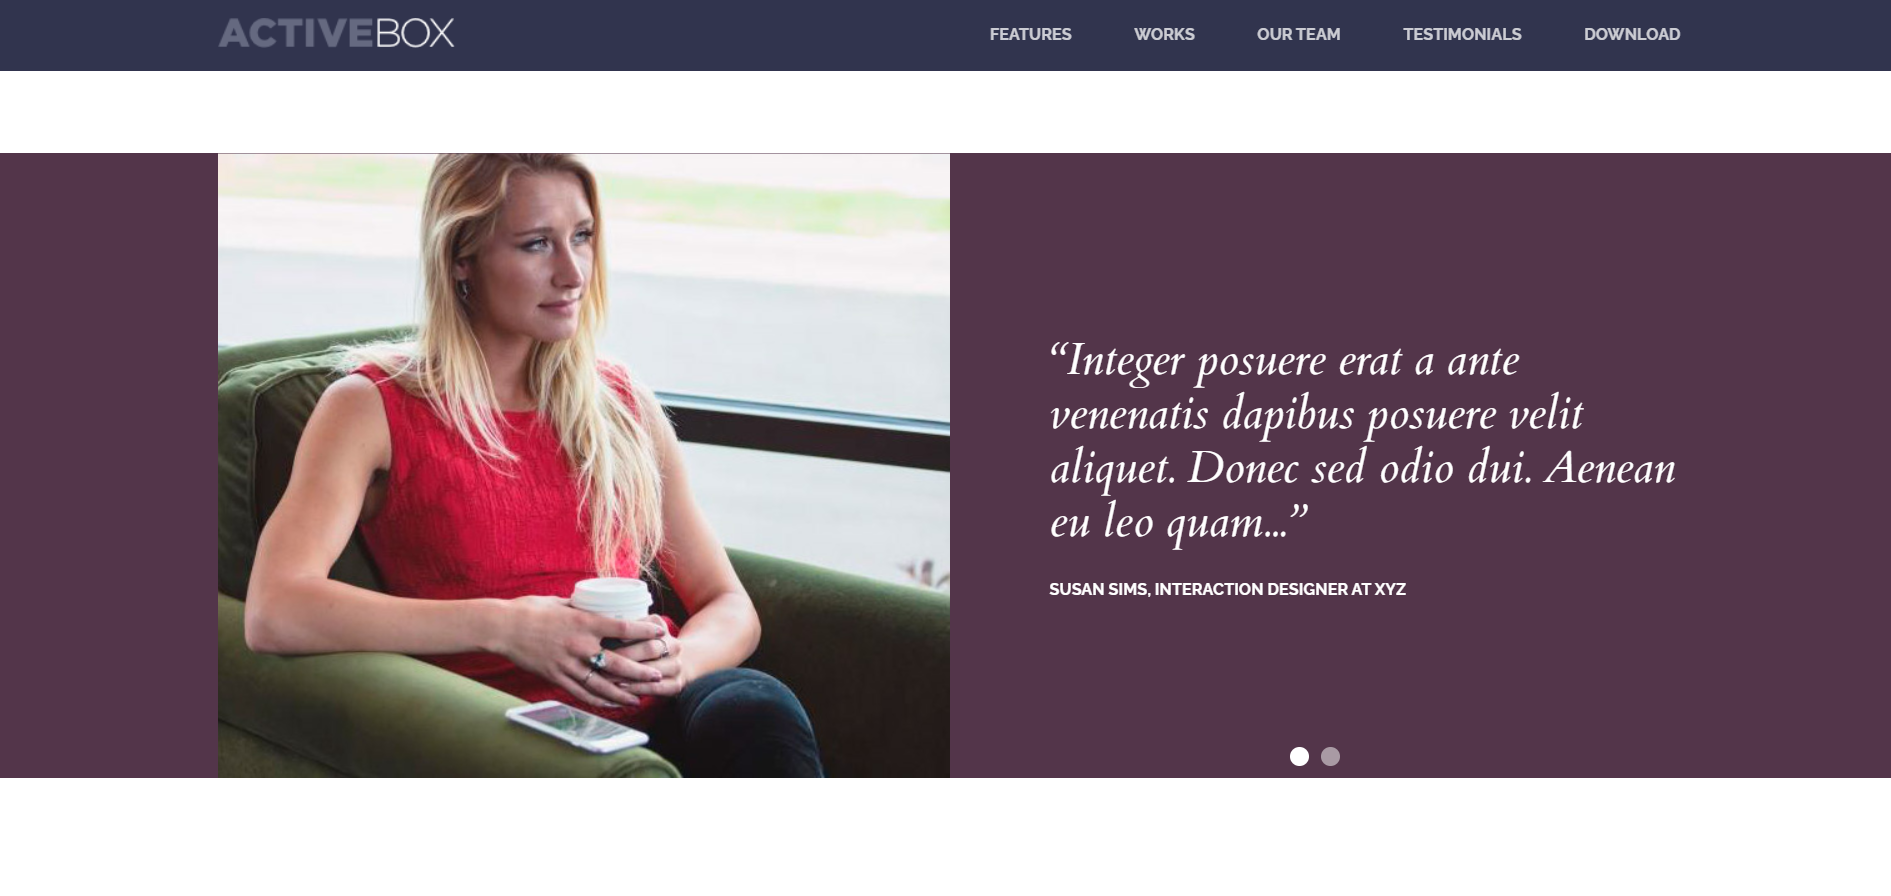 ACTIVEBOX
FEATURES WORKS OUR TEAM TESTIMONIALS DOWNLOAD
“Integer posuere erat a ante
venenatis dapibus posuere velit
aliquet. Donec sed odio dui. Aenean
eu leo quam...”
SUSAN SIMS, INTERACTION DESIGNER AT XYZ